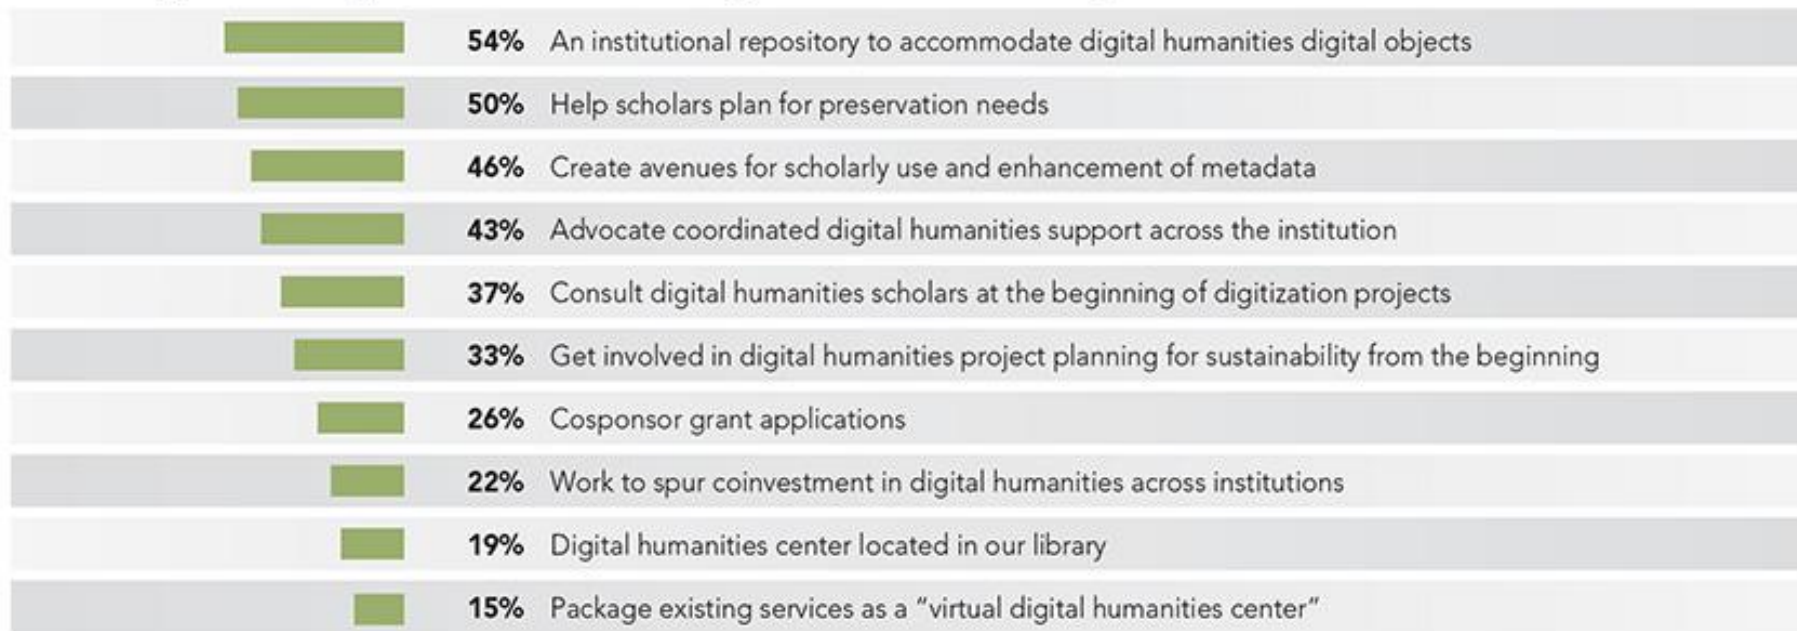 54% An institutional repository to accommodate digital humanities digital objects
50% Help scholars plan for preservation needs
46% Create avenues for scholarly use and enhancement of metadata
43% Advocate coordinated digital humanities support across the institution
37% Consult digital humanities scholars at the beginning of digitization projects
33% Get involved in digital humanities project planning for sustainability from the beginning
26% Cosponsor grant applications
22% Work to spur coinvestment in digital humanities across institutions
19% Digital humanities center located in our library
15% Package existing services as a “virtual digital humanities center”